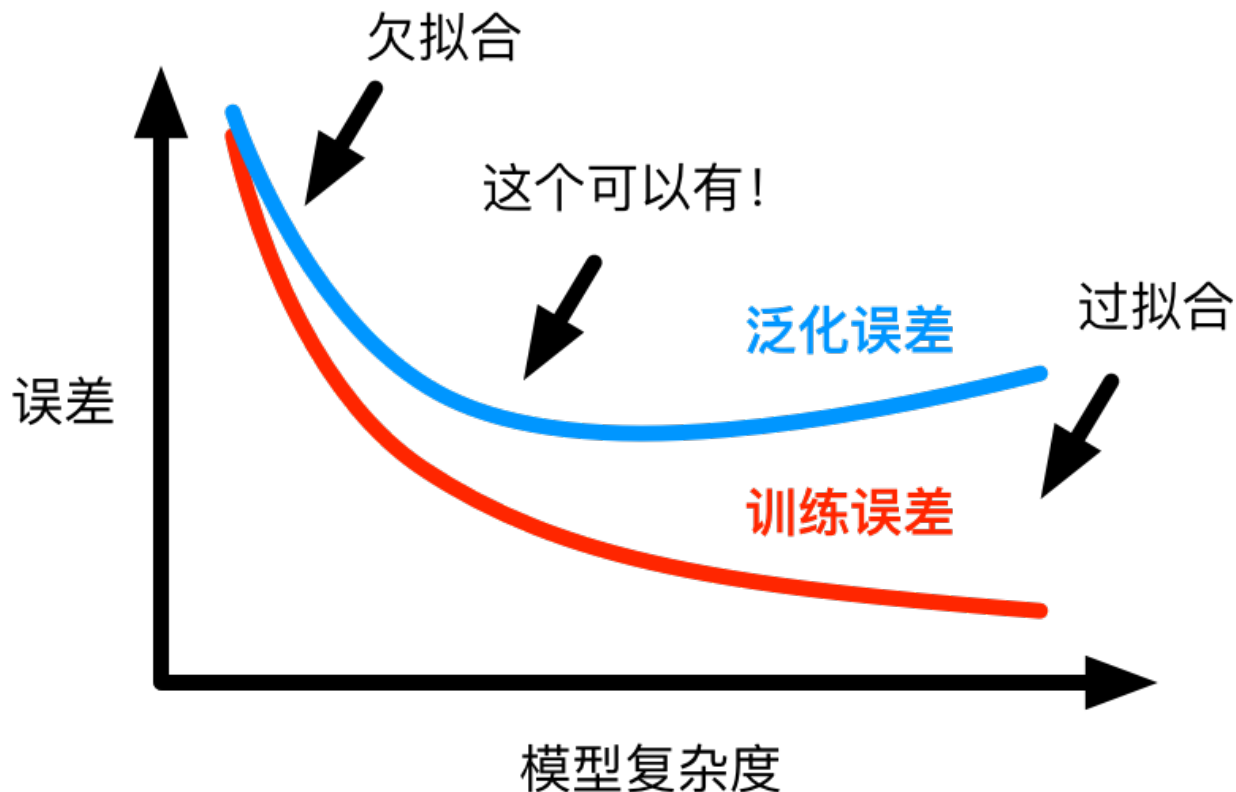 欠拟合
这个可以有！
泛化误差
过拟合
误差
训练误差
模型复杂度